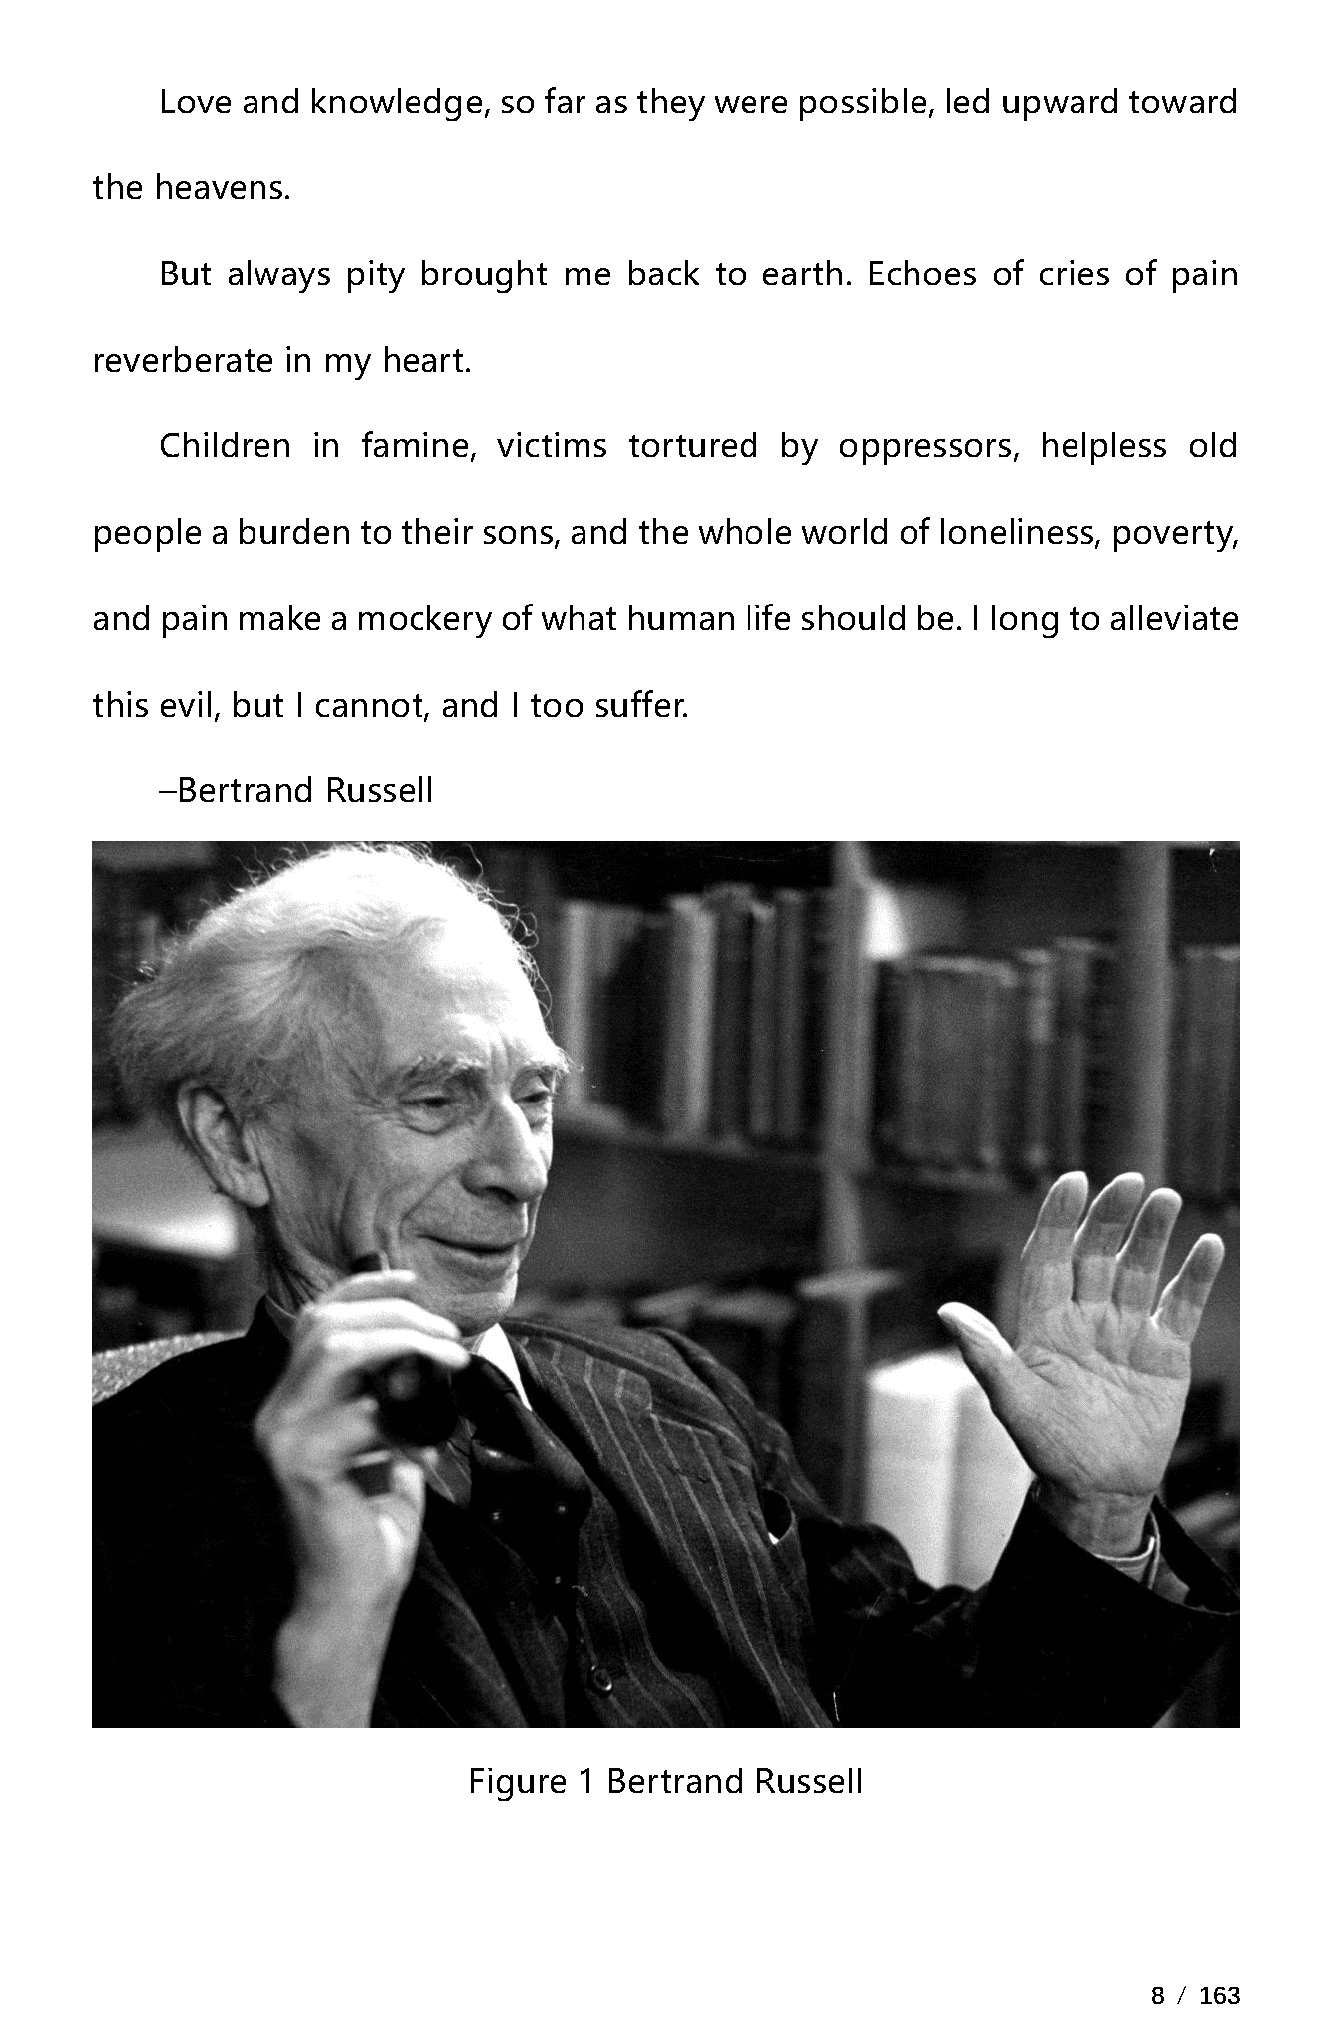 Love and knowledge, so far as they were possible, led upward toward
the heavens.
But always pity brought me back to earth. Echoes of cries of pain
reverberate in my heart.
Children in famine, victims tortured by oppressors, helpless old
people a burden to their sons, and the whole world of loneliness, poverty,
and pain make a mockery of what human life should be. I long to alleviate
this evil, but I cannot, and I too suffer.
–Bertrand Russell
Figure 1 Bertrand Russell
8 / 163